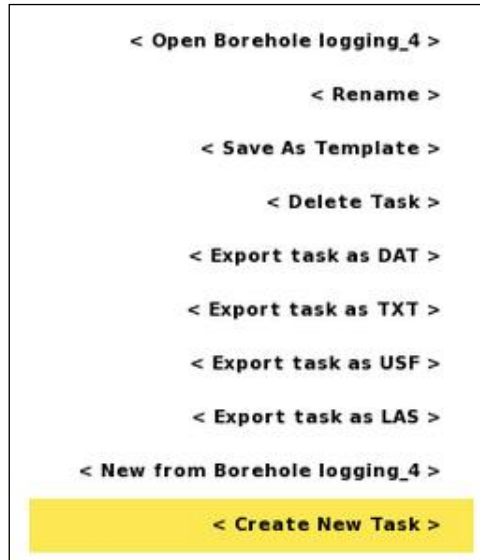 < Open Borehole logging_4 >
< Rename >
< Save As Template >
< Delete Task >
< Export task as DAT >
< Export task as TXT >
< Export task as USF >
< Export task as LAS >
< New from Borehole logging_4 >
< Create New Task >